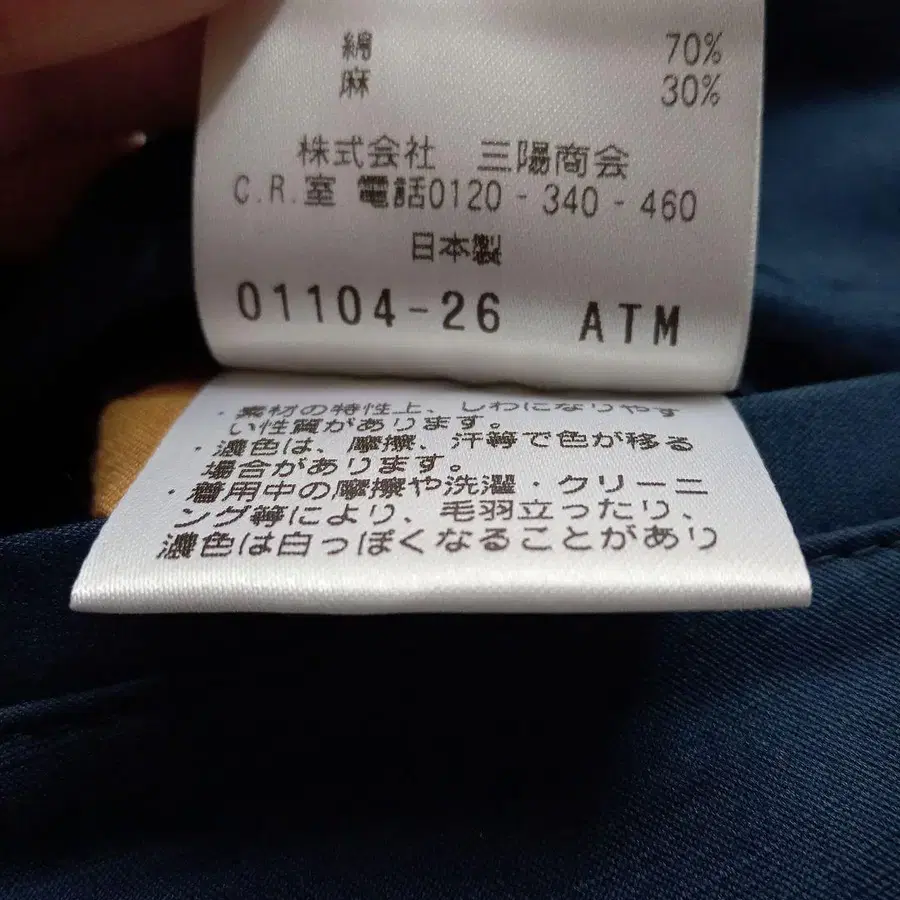 綿 70%
麻 30%
株式会社 三陽商会
C.R.室 電話0120-340-460
日本製
01104-26 ATM
・素材の特性上、しわになりやす
い性質があります。
・濃色は、摩擦、汗等で色が移る
場合があります。
・着用中の摩擦や洗濯・クリーニ
ング等により、毛羽立ったり、
濃色は白っぽくなることがあり